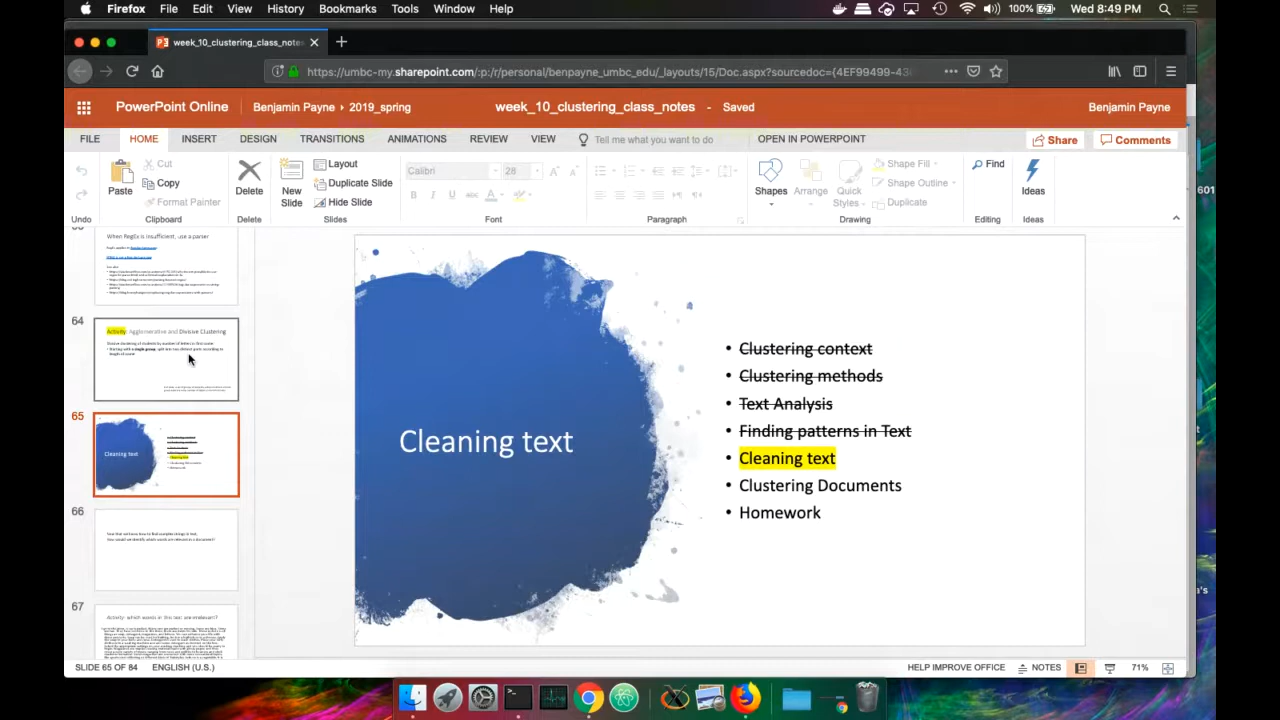 Firefox File Edit View History Bookmarks Tools Window Help 100% Wed 8:49 PM
week_10_clustering_class_notes
https://umbc-my.sharepoint.com/:p:/r/personal/benpayne_umbc_edu/_layouts/15/Doc.aspx?sourcedoc={4EF99499-43
PowerPoint Online Benjamin Payne › 2019_spring week_10_clustering_class_notes - Saved Benjamin Payne
FILE HOME INSERT DESIGN TRANSITIONS ANIMATIONS REVIEW VIEW Tell me what you want to do OPEN IN POWERPOINT Share Comments
Cut Layout Calibri Shape Fill Find
Paste Copy Delete New Slide Duplicate Slide Shapes Arrange Quick Styles Shape Outline Ideas
Format Painter Hide Slide Duplicate
Undo Clipboard Delete Slides Font Paragraph Drawing Editing Ideas
601
When RegEx is insufficient, use a parser
64
Activity: Agglomerative and Divisive Clustering
65
Cleaning text
66
67
Activity: which words in this text are relevant?
Cleaning text
• Clustering context
• Clustering methods
• Text Analysis
• Finding patterns in Text
• Cleaning text
• Clustering Documents
• Homework
SLIDE 65 OF 84 ENGLISH (U.S.) HELP IMPROVE OFFICE NOTES 71%